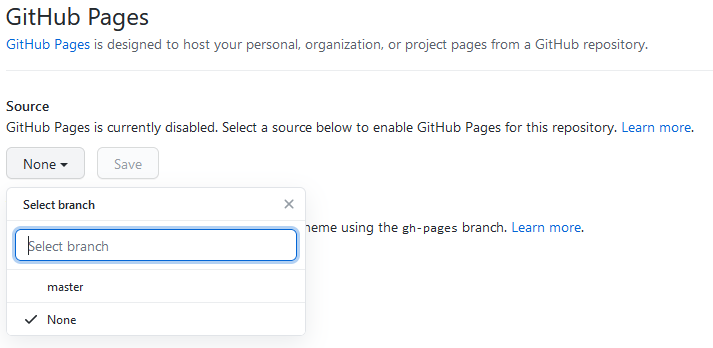 GitHub Pages
GitHub Pages is designed to host your personal, organization, or project pages from a GitHub repository.
Source
GitHub Pages is currently disabled. Select a source below to enable GitHub Pages for this repository. Learn more.
None Save
Select branch
using the gh-pages branch. Learn more.
Select branch
master
None